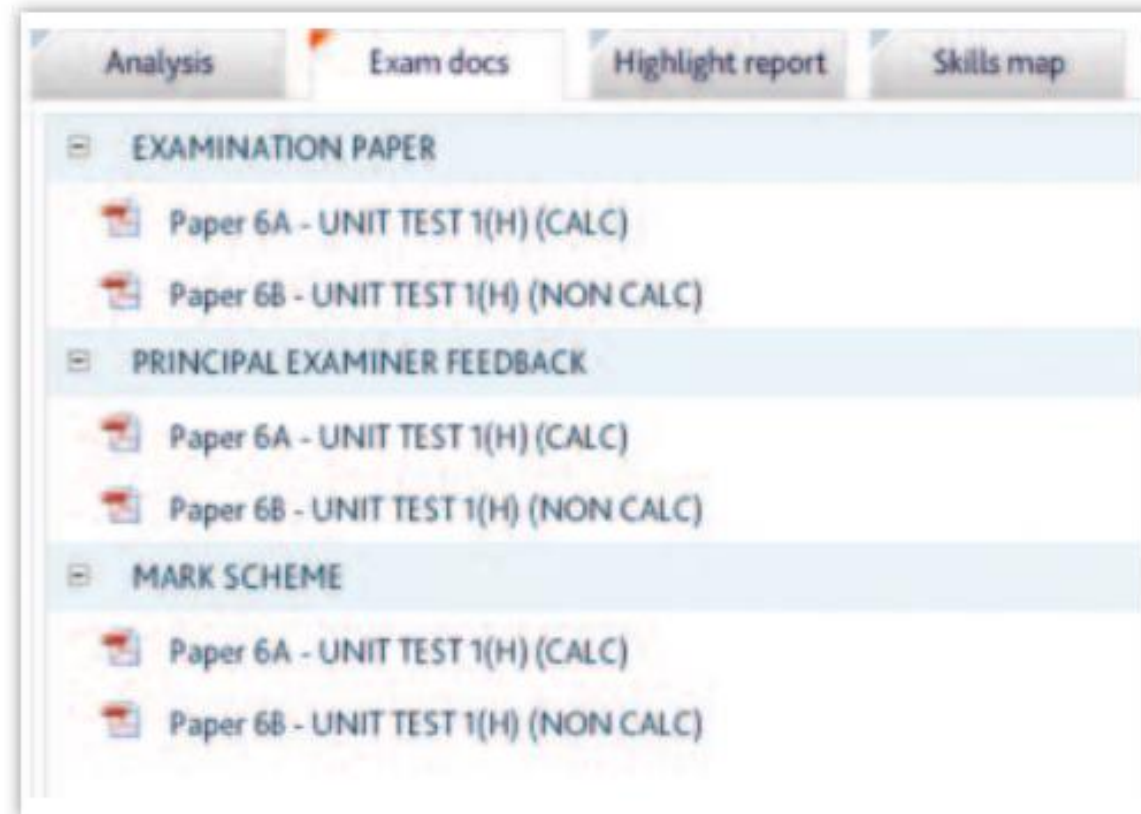 Analysis Exam docs Highlight report Skills map
EXAMINATION PAPER
Paper 6A - UNIT TEST 1(H) (CALC)
Paper 6B - UNIT TEST 1(H) (NON CALC)
PRINCIPAL EXAMINER FEEDBACK
Paper 6A - UNIT TEST 1(H) (CALC)
Paper 6B - UNIT TEST 1(H) (NON CALC)
MARK SCHEME
Paper 6A - UNIT TEST 1(H) (CALC)
Paper 6B - UNIT TEST 1(H) (NON CALC)